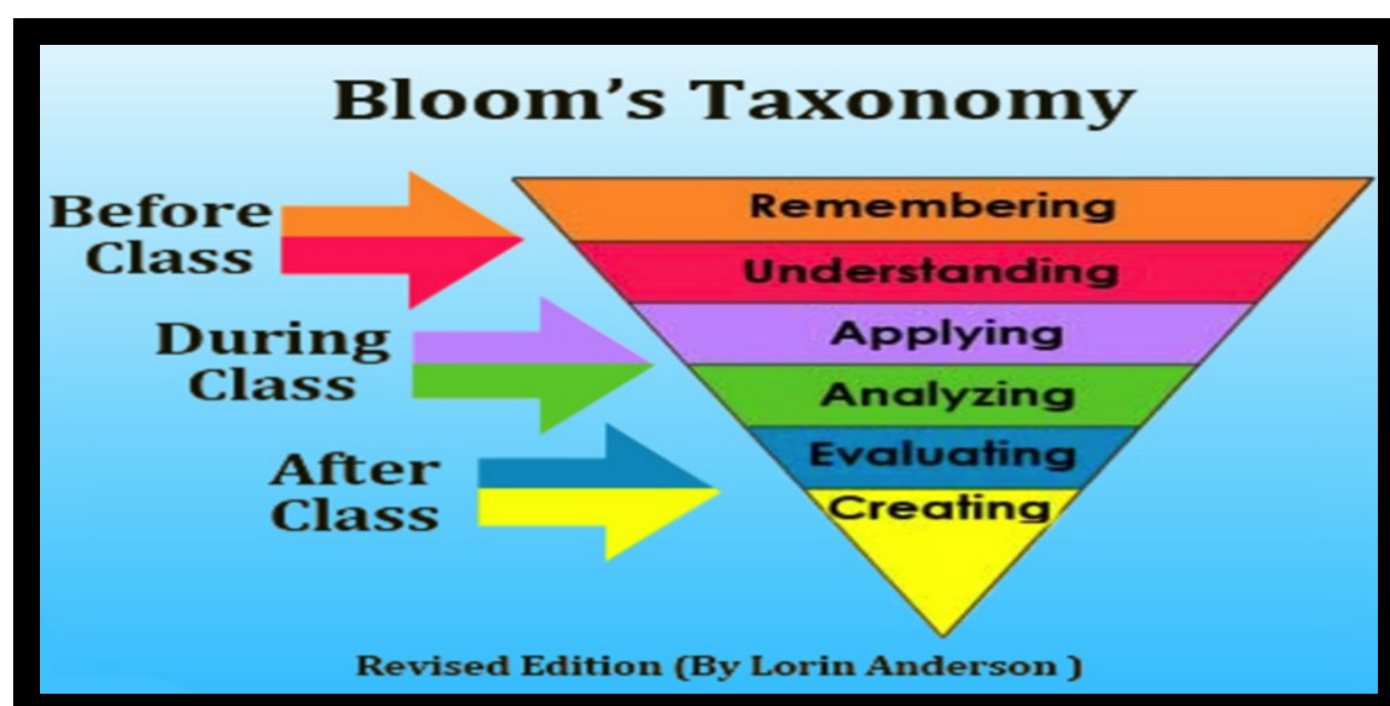 Bloom’s Taxonomy
Before
Class
Remembering
Understanding
During
Class
Applying
Analyzing
After
Class
Evaluating
Creating
Revised Edition (By Lorin Anderson )